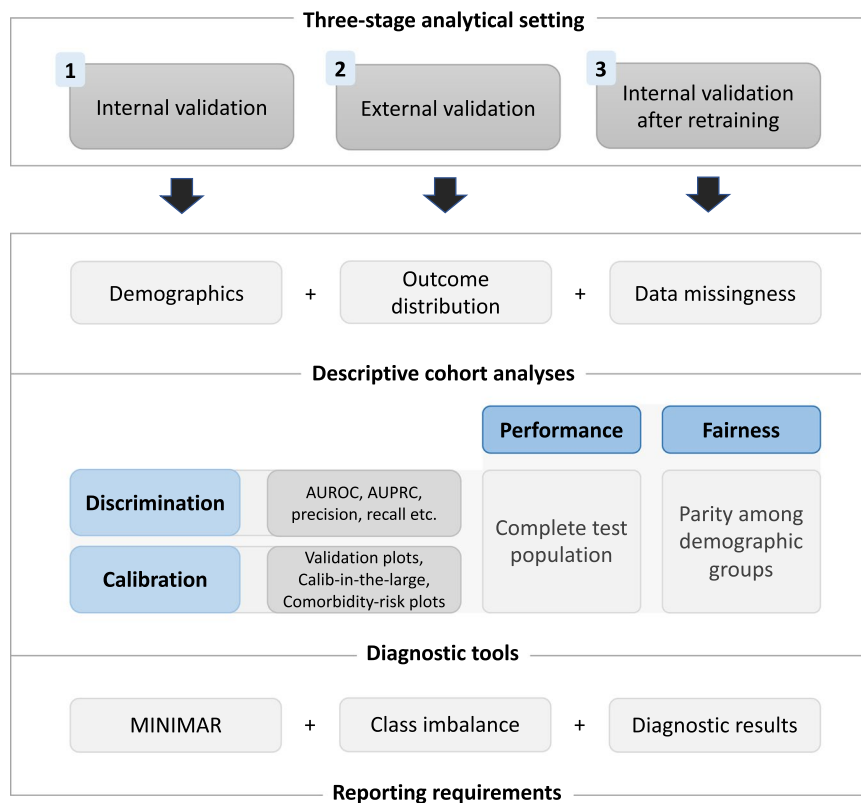 Three-stage analytical setting
1
Internal validation
2
External validation
3
Internal validation
after retraining
Demographics
+
Outcome
distribution
+
Data missingness
Descriptive cohort analyses
Performance
Fairness
Discrimination
AUROC, AUPRC,
precision, recall etc.
Calibration
Validation plots,
Calib-in-the-large,
Comorbidity-risk plots
Complete test
population
Parity among
demographic
groups
Diagnostic tools
MINIMAR
+
Class imbalance
+
Diagnostic results
Reporting requirements